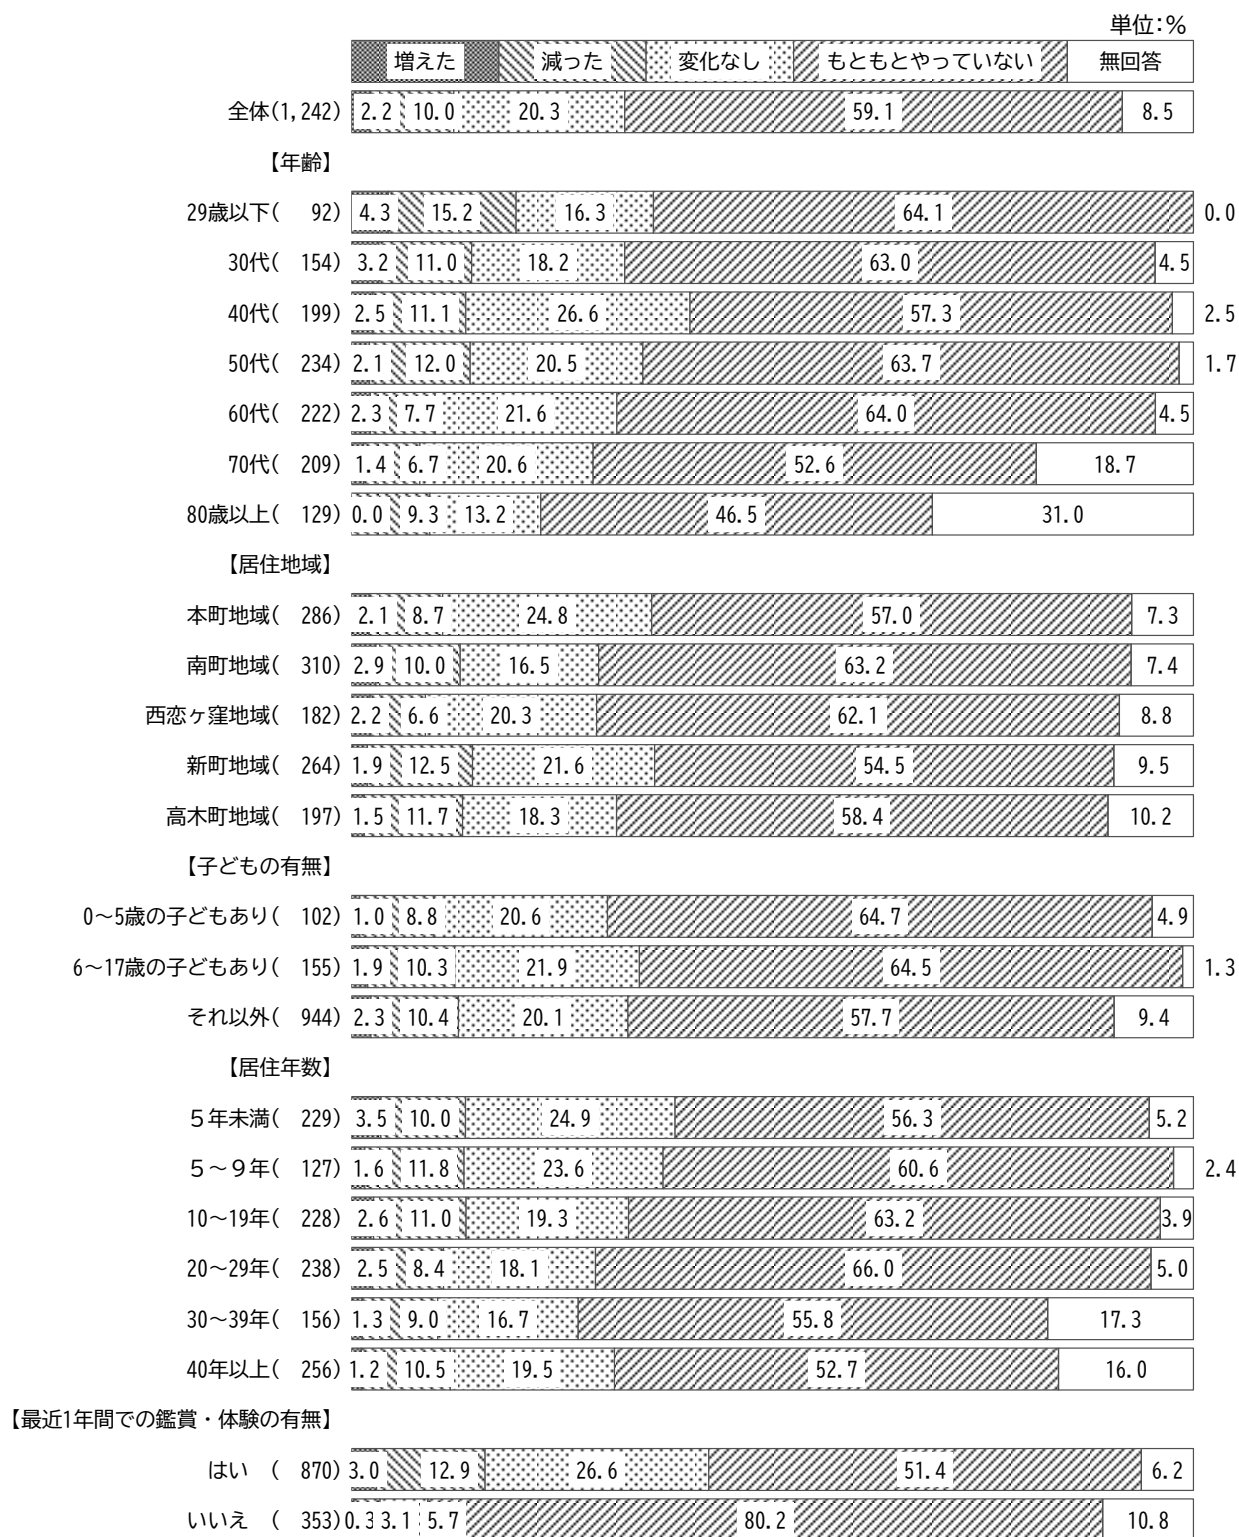 単位:%
増えた 減った 変化なし もともとやっていない 無回答
全体(1,242) 2.2 10.0 20.3 59.1 8.5
【年齢】
29歳以下( 92) 4.3 15.2 16.3 64.1 0.0
30代( 154) 3.2 11.0 18.2 63.0 4.5
40代( 199) 2.5 11.1 26.6 57.3 2.5
50代( 234) 2.1 12.0 20.5 63.7 1.7
60代( 222) 2.3 7.7 21.6 64.0 4.5
70代( 209) 1.4 6.7 20.6 52.6 18.7
80歳以上( 129) 0.0 9.3 13.2 46.5 31.0
【居住地域】
本町地域( 286) 2.1 8.7 24.8 57.0 7.3
南町地域( 310) 2.9 10.0 16.5 63.2 7.4
西恋ヶ窪地域( 182) 2.2 6.6 20.3 62.1 8.8
新町地域( 264) 1.9 12.5 21.6 54.5 9.5
高木町地域( 197) 1.5 11.7 18.3 58.4 10.2
【子どもの有無】
0～5歳の子どもあり( 102) 1.0 8.8 20.6 64.7 4.9
6～17歳の子どもあり( 155) 1.9 10.3 21.9 64.5 1.3
それ以外( 944) 2.3 10.4 20.1 57.7 9.4
【居住年数】
５年未満( 229) 3.5 10.0 24.9 56.3 5.2
５～９年( 127) 1.6 11.8 23.6 60.6 2.4
10～19年( 228) 2.6 11.0 19.3 63.2 3.9
20～29年( 238) 2.5 8.4 18.1 66.0 5.0
30～39年( 156) 1.3 9.0 16.7 55.8 17.3
40年以上( 256) 1.2 10.5 19.5 52.7 16.0
【最近1年間での鑑賞・体験の有無】
はい ( 870) 3.0 12.9 26.6 51.4 6.2
いいえ ( 353) 0.3 3.1 5.7 80.2 10.8